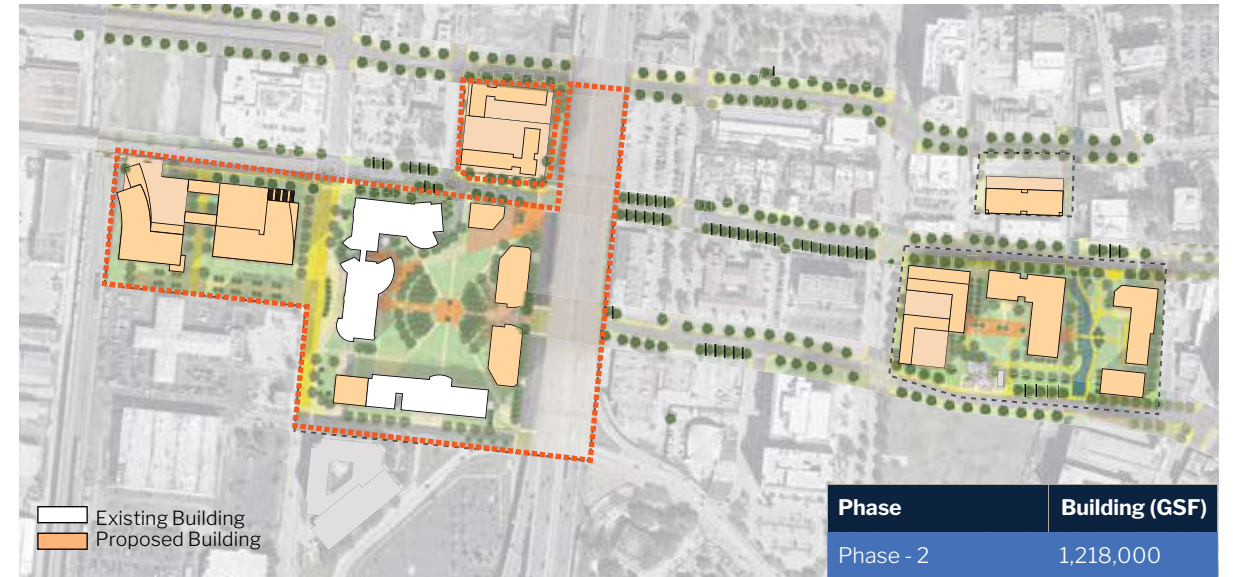 Existing Building
Proposed Building
Phase Building (GSF)
Phase - 2 1,218,000